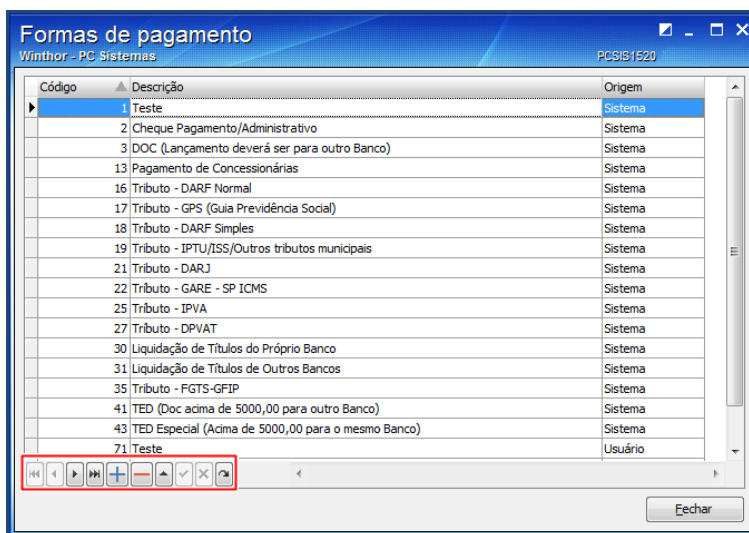 Formas de pagamento
Winthor - PC Sistemas PCSIS1520
Código Descrição Origem
1 Teste Sistema
2 Cheque Pagamento/Administrativo Sistema
3 DOC (Lançamento deverá ser para outro Banco) Sistema
13 Pagamento de Concessionárias Sistema
16 Tributo - DARF Normal Sistema
17 Tributo - GPS (Guia Previdência Social) Sistema
18 Tributo - DARF Simples Sistema
19 Tributo - IPTU/ISS/Outros tributos municipais Sistema
21 Tributo - DARJ Sistema
22 Tributo - GARE - SP ICMS Sistema
25 Tributo - IPVA Sistema
27 Tributo - DPVAT Sistema
30 Liquidação de Títulos do Próprio Banco Sistema
31 Liquidação de Títulos de Outros Bancos Sistema
35 Tributo - FGTS-GFIP Sistema
41 TED (Doc acima de 5000,00 para outro Banco) Sistema
43 TED Especial (Acima de 5000,00 para o mesmo Banco) Sistema
71 Teste Usuário
Fechar